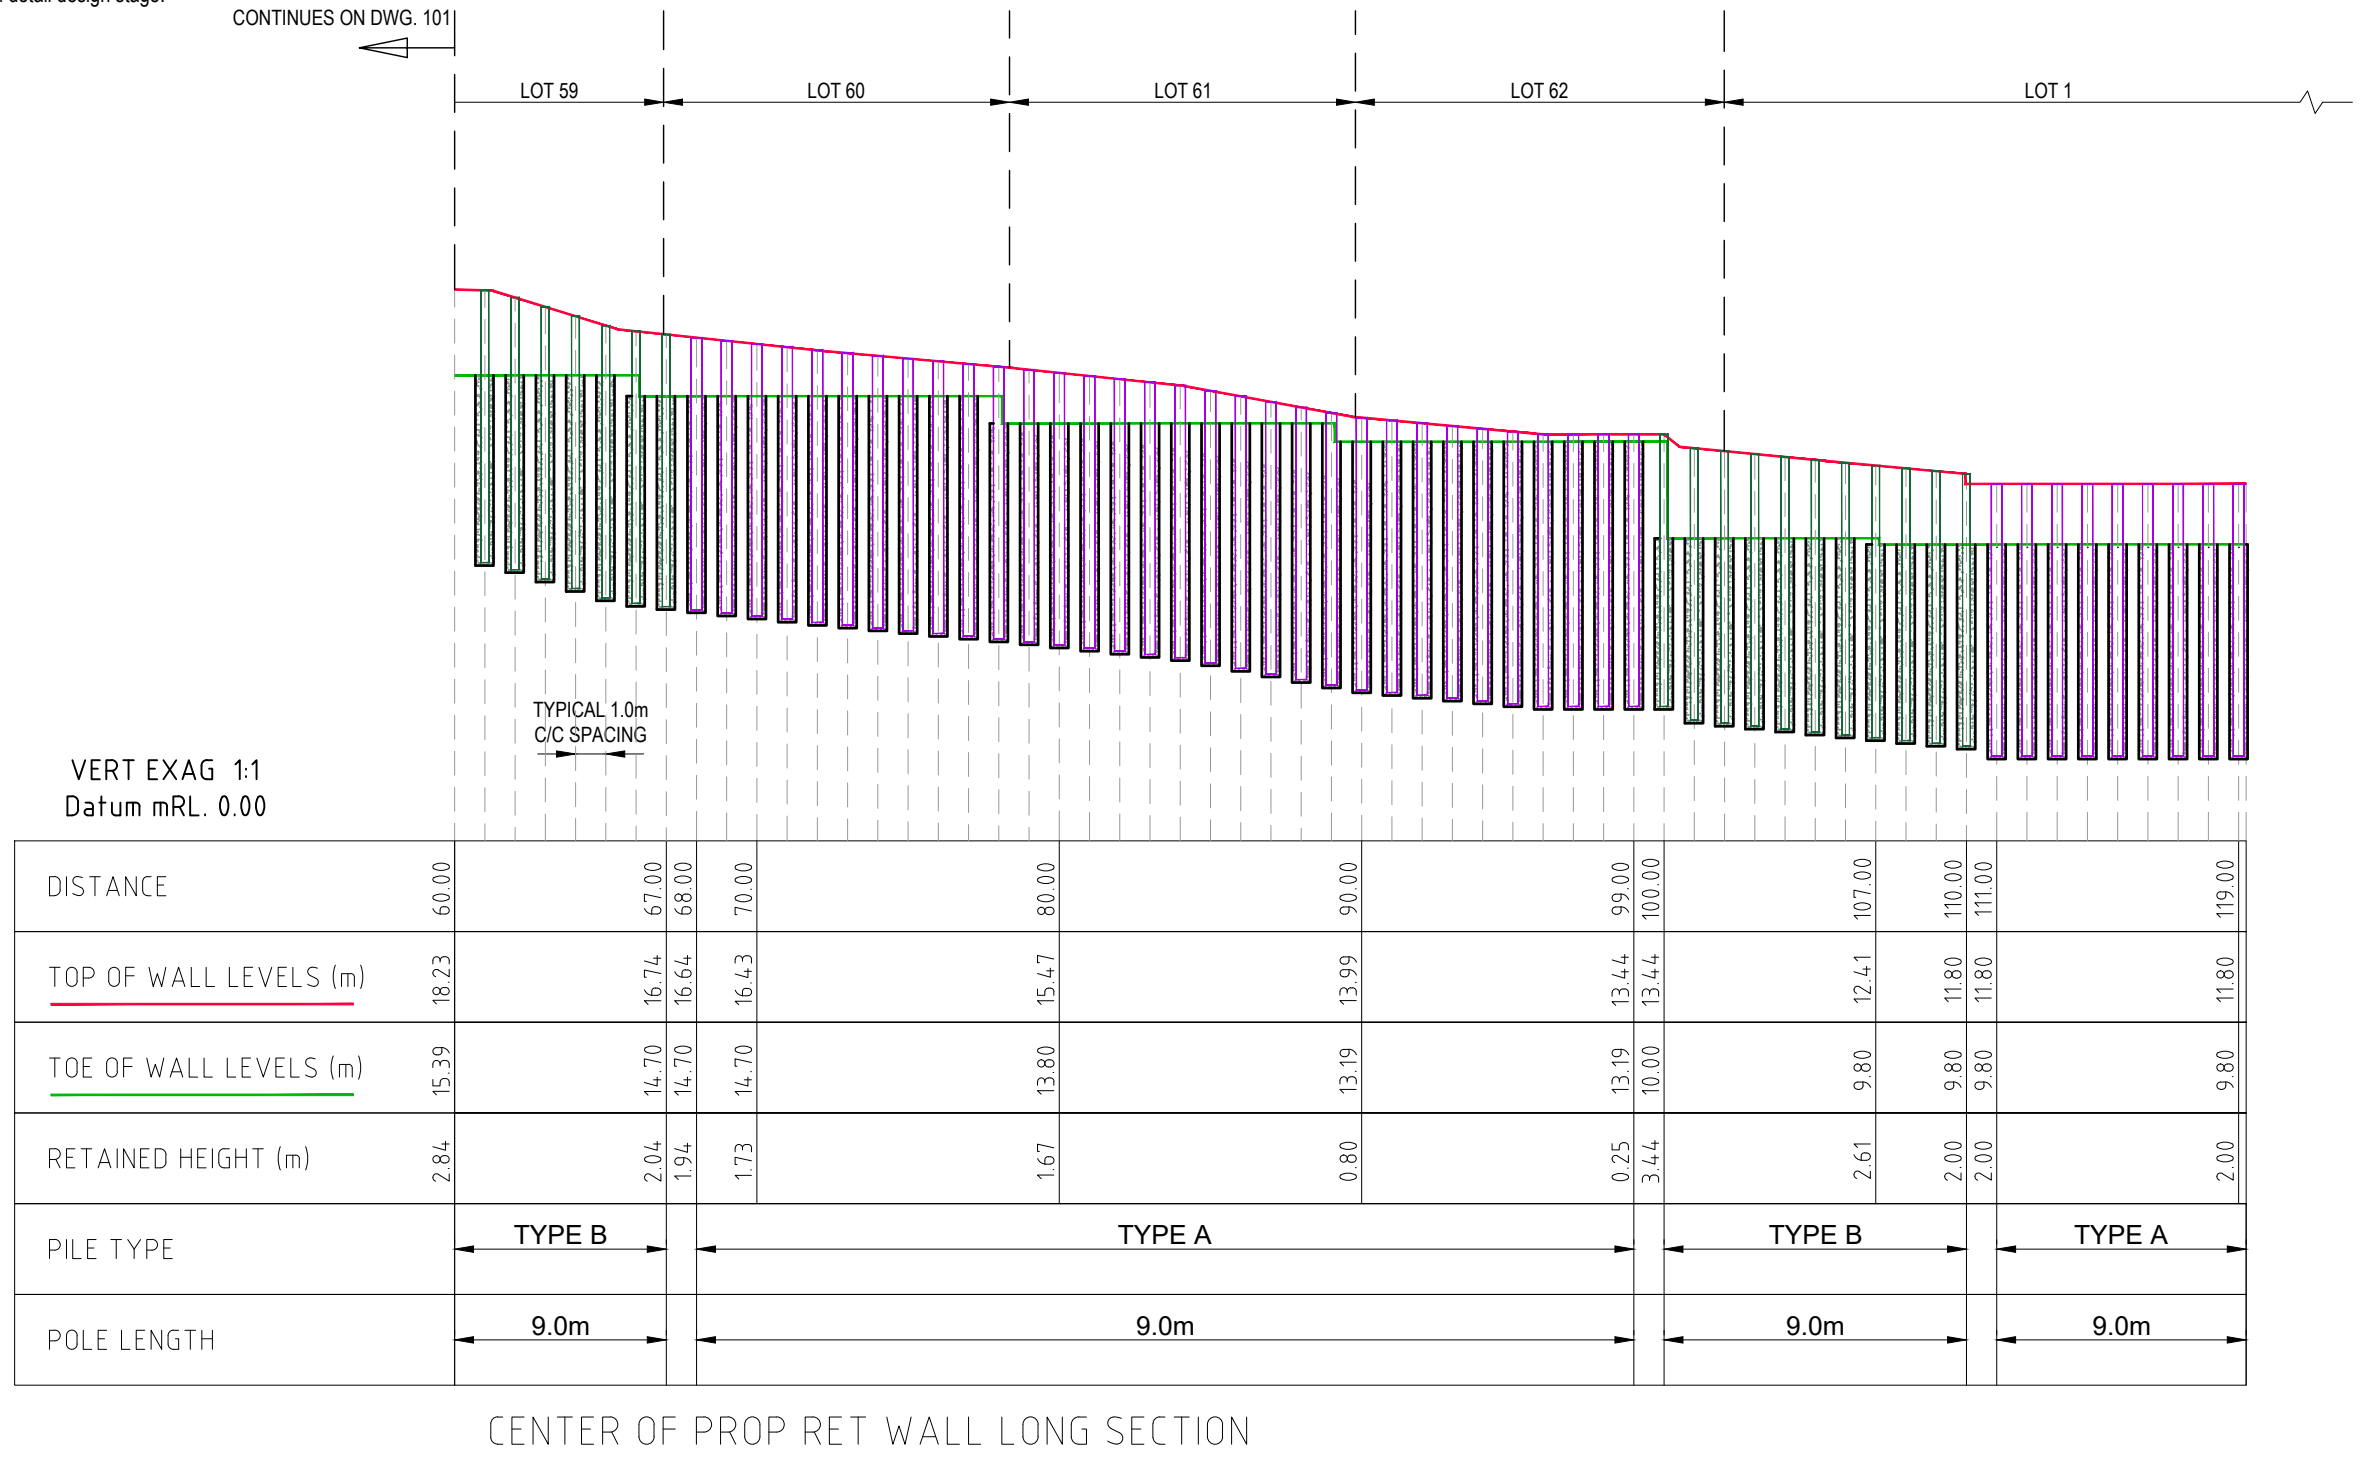 detail design stage.
CONTINUES ON DWG. 101
LOT 59 LOT 60 LOT 61 LOT 62 LOT 1
TYPICAL 1.0m
C/C SPACING
VERT EXAG 1:1
Datum mRL. 0.00
DISTANCE 60.00 67.00 68.00 70.00 80.00 90.00 99.00 100.00 107.00 110.00 111.00 119.00
TOP OF WALL LEVELS (m) 18.23 16.74 16.64 16.43 15.47 13.99 13.44 13.44 12.41 11.80 11.80 11.80
TOE OF WALL LEVELS (m) 15.39 14.70 14.70 14.70 13.80 13.19 13.19 10.00 9.80 9.80 9.80 9.80
RETAINED HEIGHT (m) 2.84 2.04 1.94 1.73 1.67 0.80 0.25 3.44 2.61 2.00 2.00 2.00
PILE TYPE TYPE B TYPE A TYPE B TYPE A
POLE LENGTH 9.0m 9.0m 9.0m 9.0m
CENTER OF PROP RET WALL LONG SECTION